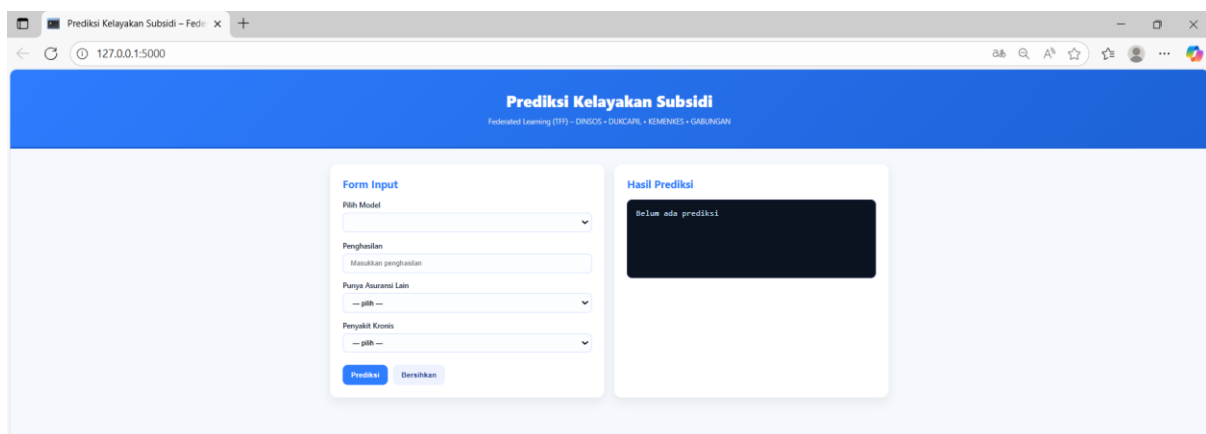 Prediksi Kelayakan Subsidi – Fede
127.0.0.1:5000
Prediksi Kelayakan Subsidi
Federated Learning (TFF) – DINSOS • DUKCAPIL • KEMENKES • GABUNGAN
Form Input
Pilih Model
Penghasilan
Masukkan penghasilan
Punya Asuransi Lain
— pilih —
Penyakit Kronis
— pilih —
Prediksi
Bersihkan
Hasil Prediksi
Belum ada prediksi